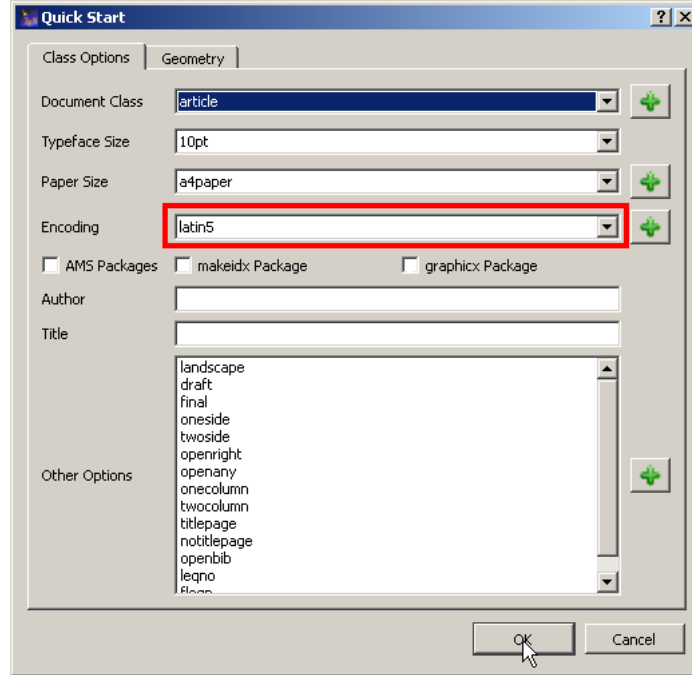 Quick Start
Class Options
Geometry
Document Class
article
Typeface Size
10pt
Paper Size
a4paper
Encoding
latin5
AMS Packages
makeidx Package
graphicx Package
Author
Title
Other Options
landscape
draft
final
oneside
twoside
openright
openany
onecolumn
twocolumn
titlepage
notitlepage
openbib
leqno
OK
Cancel